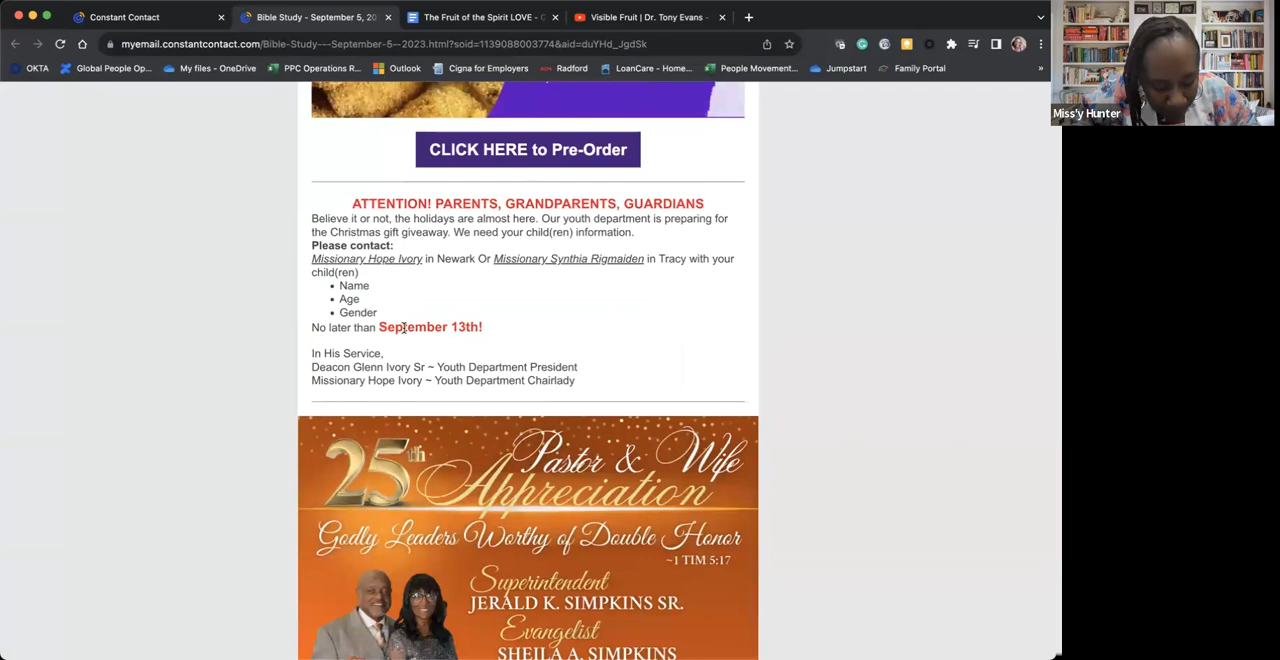 Constant Contact
Bible Study - September 5, 20
The Fruit of the Spirit LOVE - G
Visible Fruit | Dr. Tony Evans -
myemail.constantcontact.com/Bible-Study---September-5--2023.html?soid=1139088003774&aid=duYHd_JgdSk
OKTA
Global People Op...
My files - OneDrive
PPC Operations R...
Outlook
Cigna for Employers
Radford
LoanCare - Home...
People Movement...
Jumpstart
Family Portal
»
Miss'y Hunter
CLICK HERE to Pre-Order
ATTENTION! PARENTS, GRANDPARENTS, GUARDIANS
Believe it or not, the holidays are almost here. Our youth department is preparing for
the Christmas gift giveaway. We need your child(ren) information.
Please contact:
Missionary Hope Ivory in Newark Or Missionary Synthia Rigmaiden in Tracy with your
child(ren)
• Name
• Age
• Gender
No later than September 13th!
In His Service,
Deacon Glenn Ivory Sr ~ Youth Department President
Missionary Hope Ivory ~ Youth Department Chairlady
25th Pastor & Wife
Appreciation
Godly Leaders Worthy of Double Honor
~1 TIM 5:17
Superintendent
JERALD K. SIMPKINS SR.
Evangelist
SHEILA A. SIMPKINS